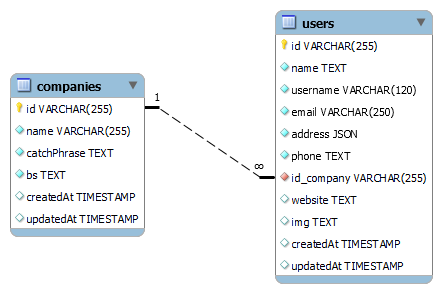 companies
id VARCHAR(255)
name VARCHAR(255)
catchPhrase TEXT
bs TEXT
createdAt TIMESTAMP
updatedAt TIMESTAMP
1
∞
users
id VARCHAR(255)
name TEXT
username VARCHAR(120)
email VARCHAR(250)
address JSON
phone TEXT
id_company VARCHAR(255)
website TEXT
img TEXT
createdAt TIMESTAMP
updatedAt TIMESTAMP